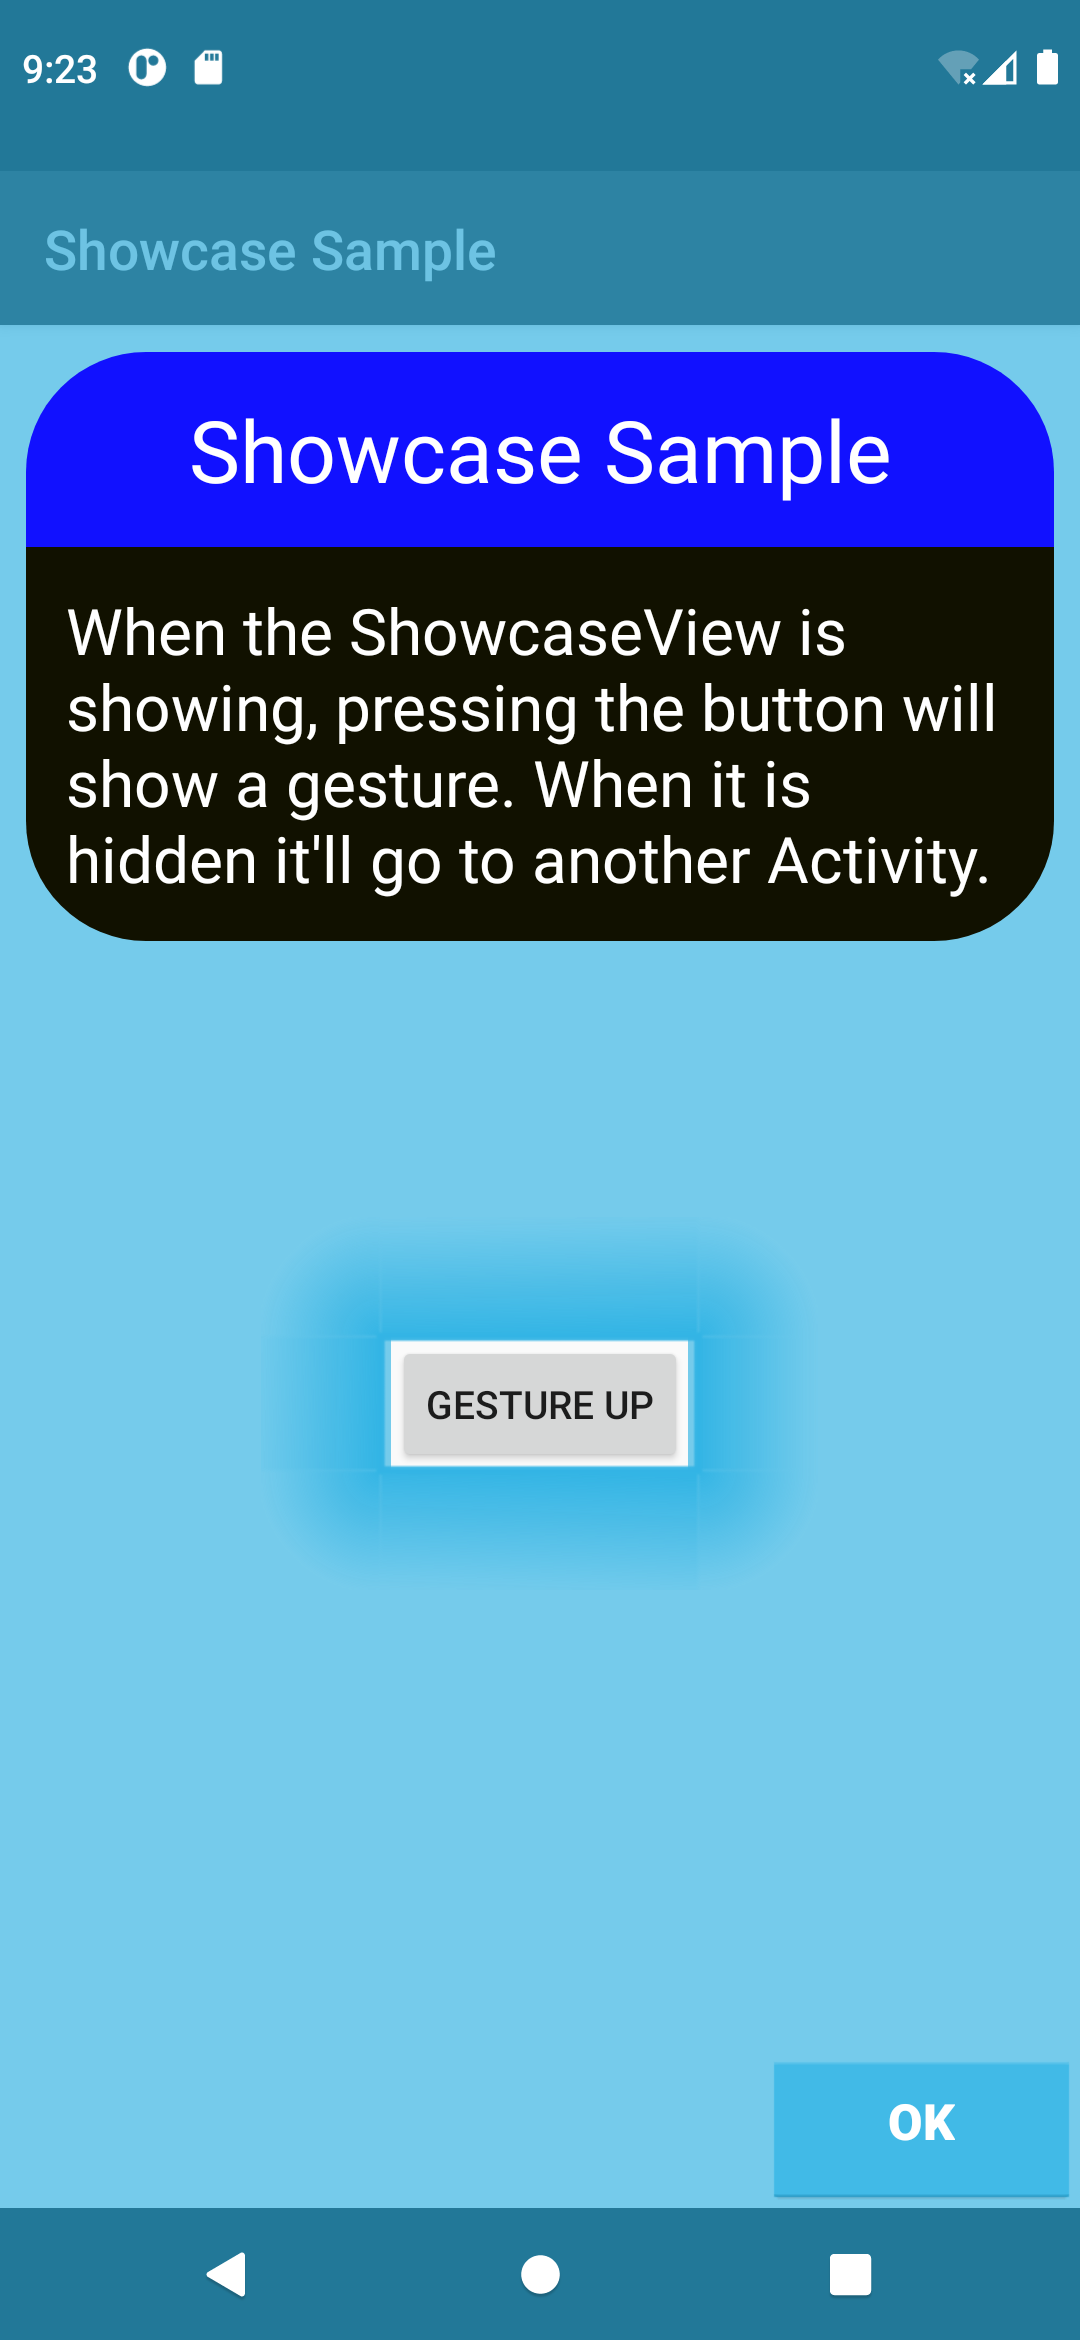 9:23
Showcase Sample
Showcase Sample
When the ShowcaseView is
showing, pressing the button will
show a gesture. When it is
hidden it'll go to another Activity.
GESTURE UP
OK